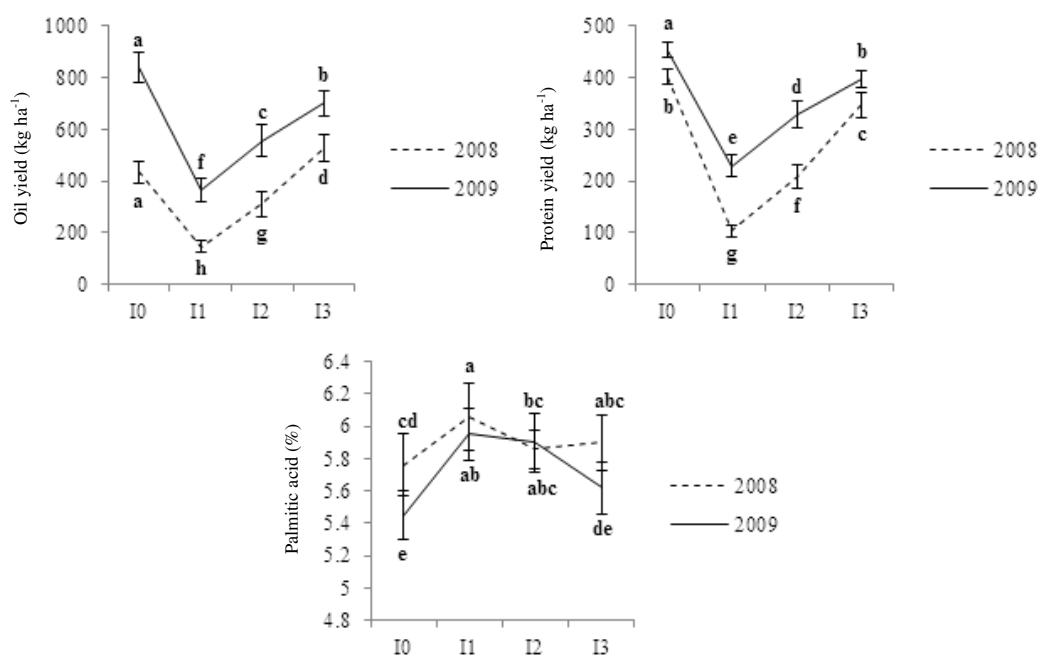 Oil yield (kg ha-1)
1000
800
600
400
200
0
a
f
c
b
a
h
g
d
I0 I1 I2 I3
2008
2009
Protein yield (kg ha-1)
500
400
300
200
100
0
a
e
d
b
b
g
f
c
I0 I1 I2 I3
2008
2009
Palmitic acid (%)
6.4
6.2
6
5.8
5.6
5.4
5.2
5
4.8
cd
a
bc
abc
e
ab
abc
de
I0 I1 I2 I3
2008
2009